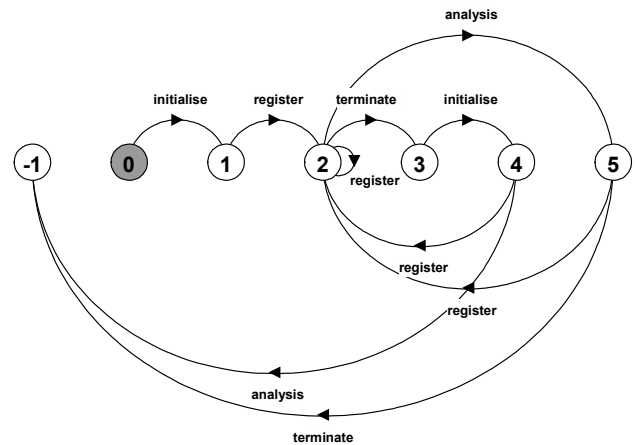 analysis
initialise
register
terminate
initialise
-1
0
1
2
3
4
5
register
register
register
analysis
terminate